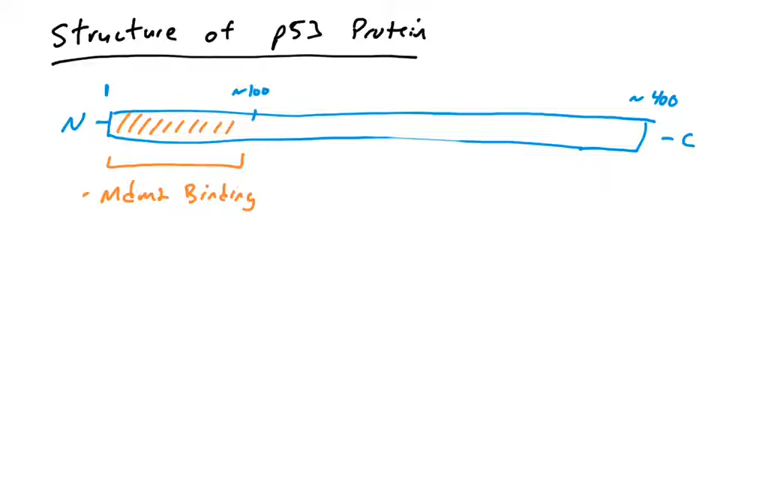 Structure of p53 Protein
1 ~100 ~400
N - C
- Mdm2 Binding